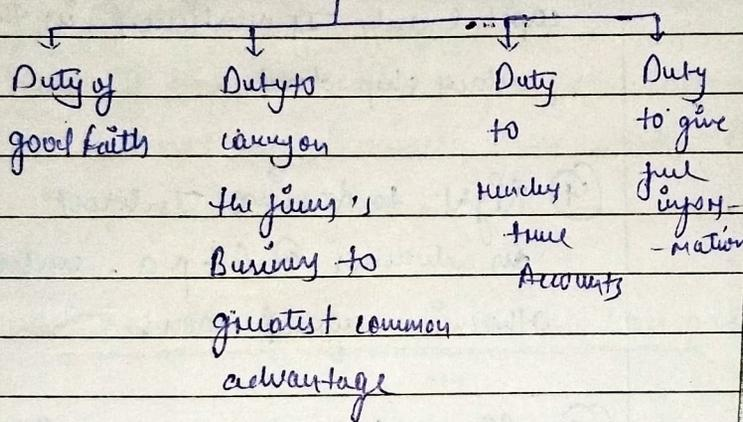 Duty of
good faith
Duty to
carry on
the firm's
Business to
greatest common
advantage
Duty
to
render
true
Accounts
Duty
to give
full
infor-
-mation